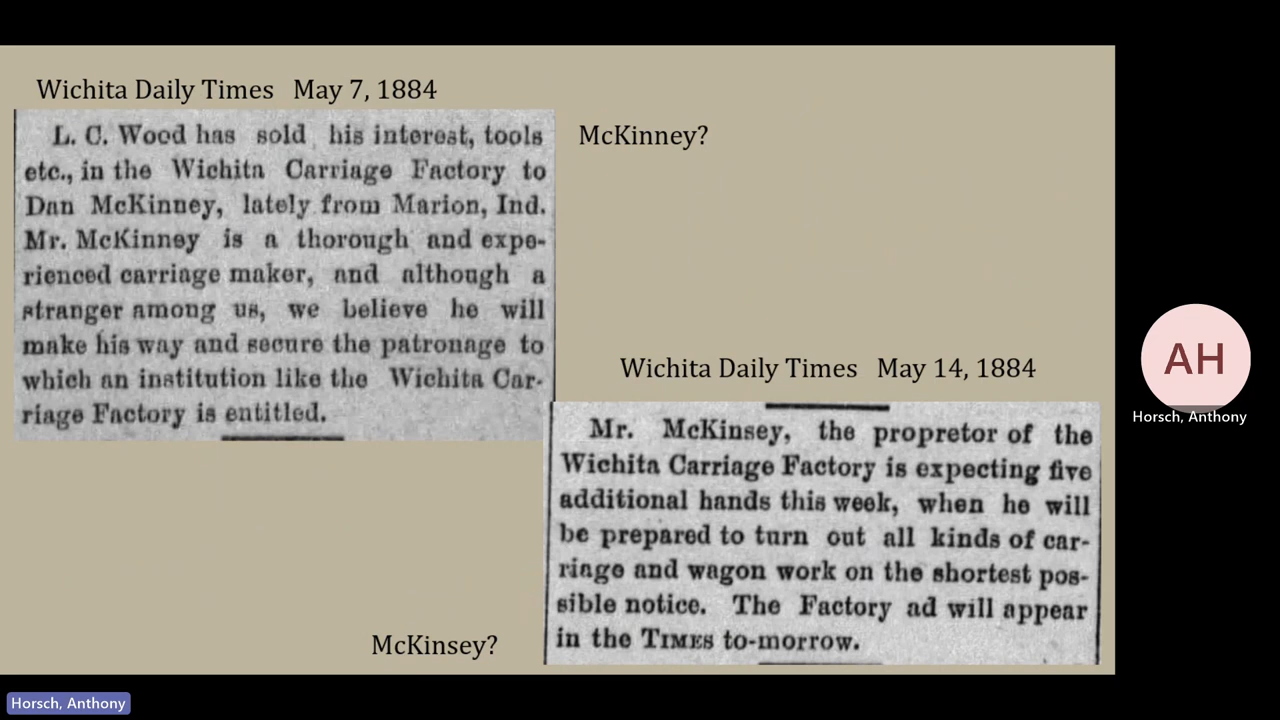 Wichita Daily Times May 7, 1884
L. C. Wood has sold his interest, tools
etc., in the Wichita Carriage Factory to
Dan McKinney, lately from Marion, Ind.
Mr. McKinney is a thorough and expe-
rienced carriage maker, and although a
stranger among us, we believe he will
make his way and secure the patronage to
which an institution like the Wichita Car-
riage Factory is entitled.
McKinney?
Wichita Daily Times May 14, 1884
Mr. McKinsey, the propretor of the
Wichita Carriage Factory is expecting five
additional hands this week, when he will
be prepared to turn out all kinds of car-
riage and wagon work on the shortest pos-
sible notice. The Factory ad will appear
in the TIMES to-morrow.
McKinsey?
AH
Horsch, Anthony
Horsch, Anthony